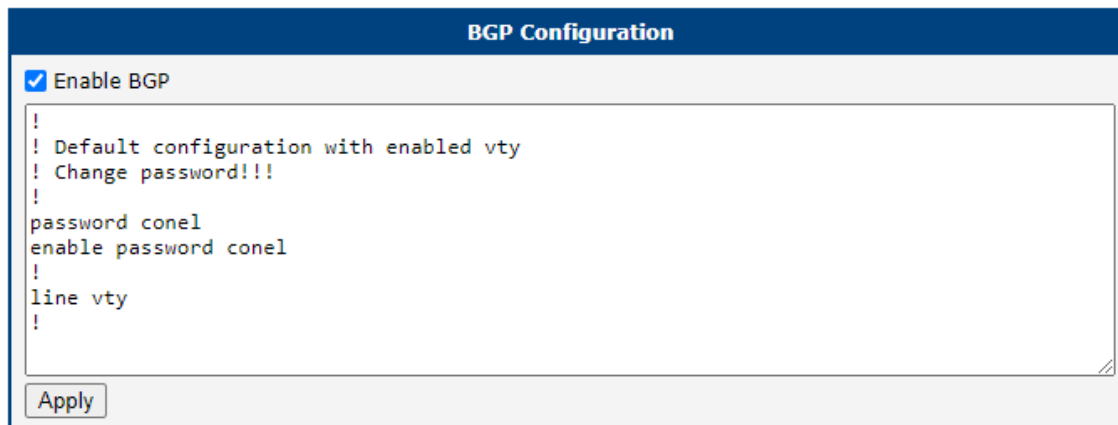 BGP Configuration
Enable BGP
!
! Default configuration with enabled vty
! Change password!!!
!
password conel
enable password conel
!
line vty
!
Apply